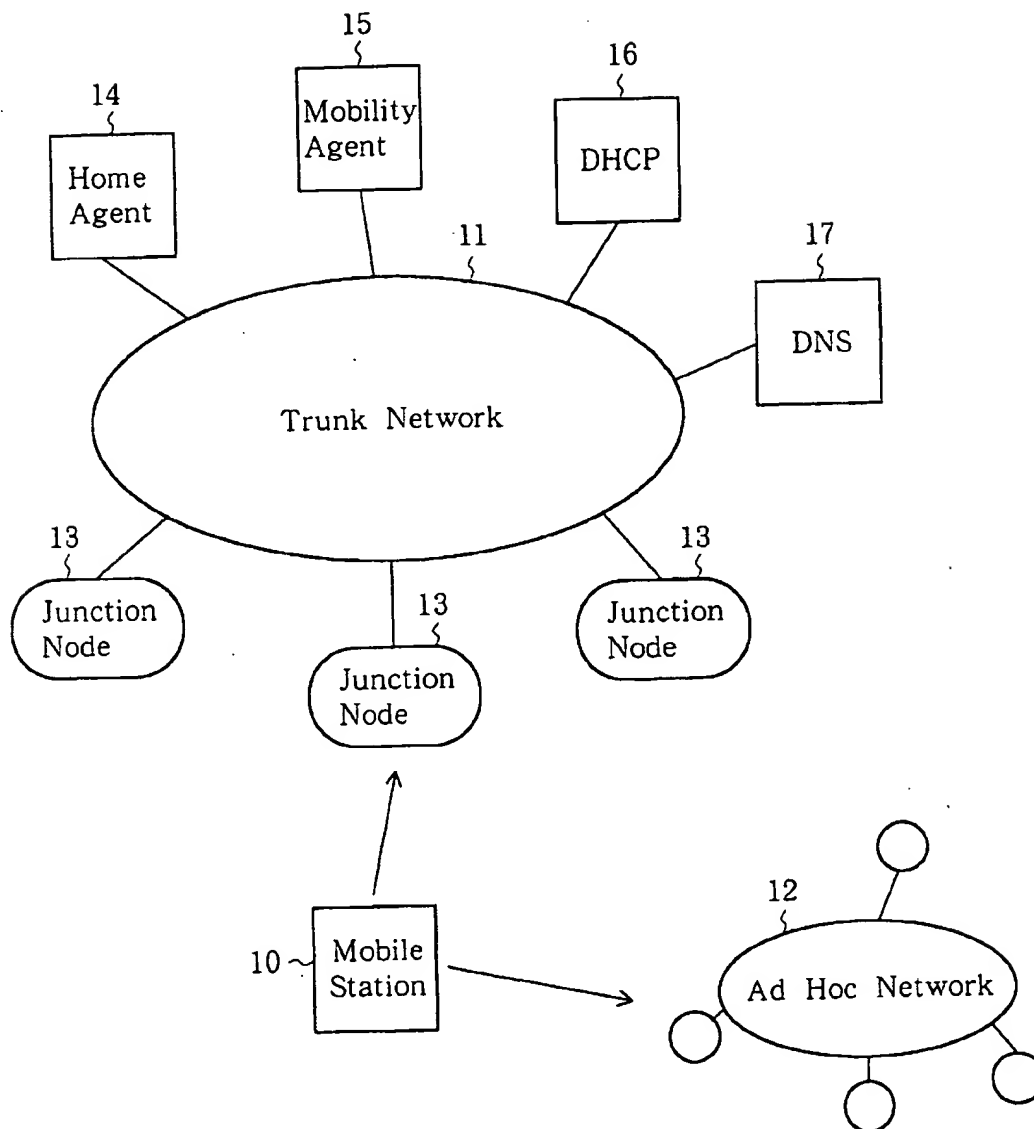 15
16
14
Mobility
Agent
DHCP
Home
Agent
11
17
DNS
Trunk Network
13
13
13
Junction
Node
Junction
Node
Junction
Node
12
10
Mobile
Station
Ad Hoc Network